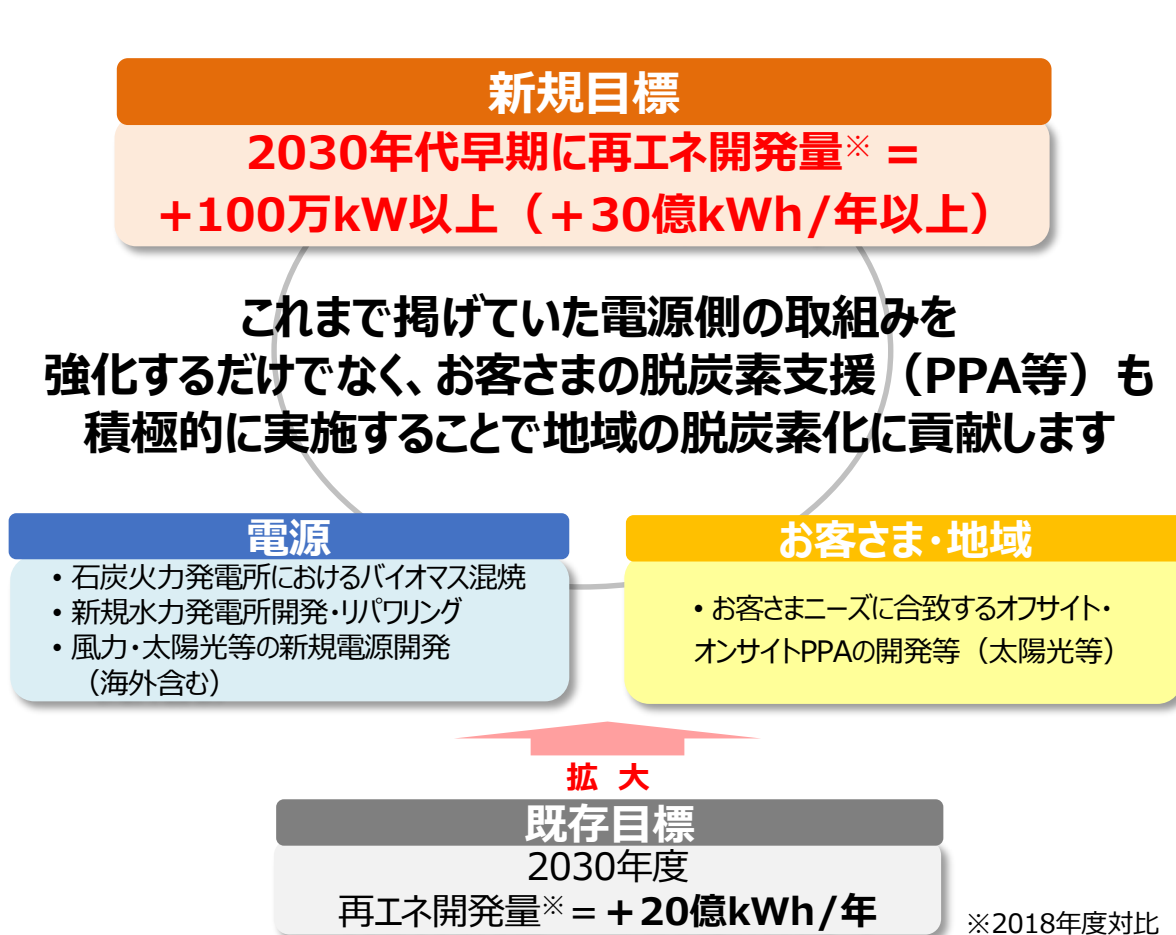 新規目標
2030年代早期に再エネ開発量※ =
+100万kW以上（+30億kWh/年以上）
これまで掲げていた電源側の取組みを
強化するだけでなく、お客さまの脱炭素支援（PPA等）も
積極的に実施することで地域の脱炭素化に貢献します
電源
• 石炭火力発電所におけるバイオマス混焼
• 新規水力発電所開発・リパワリング
• 風力・太陽光等の新規電源開発
（海外含む）
お客さま・地域
• お客さまニーズに合致するオフサイト・
オンサイトPPAの開発等（太陽光等）
拡 大
既存目標
2030年度
再エネ開発量※＝＋20億kWh/年
※2018年度対比